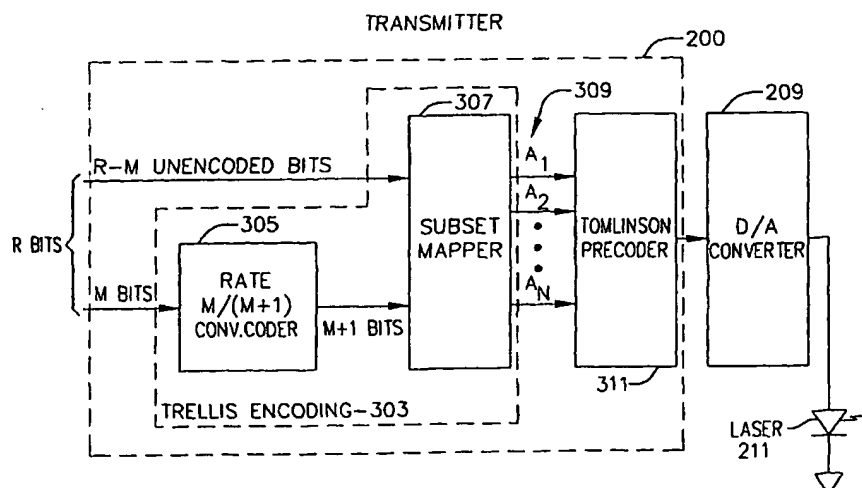 TRANSMITTER
200
307
309
209
R-M UNENCODED BITS
A1
305
A2
R BITS
RATE
M/(M+1)
CONV.CODER
SUBSET
MAPPER
TOMLINSON
PRECODER
D/A
CONVERTER
M BITS
M+1 BITS
AN
311
TRELLIS ENCODING-303
LASER
211